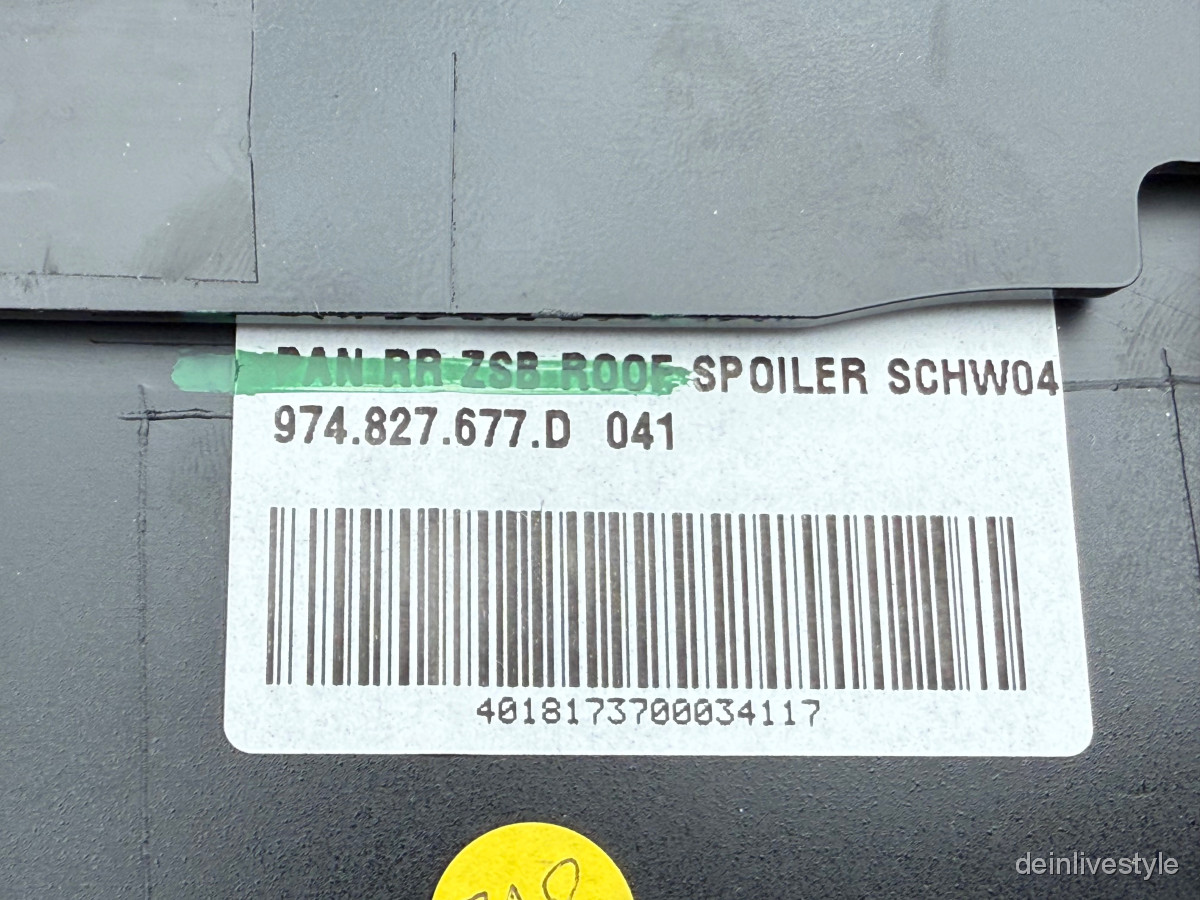 PAN RR ZSB ROOF SPOILER SCHW04
974.827.677.D 041
4018173700034117
deinlivestyle